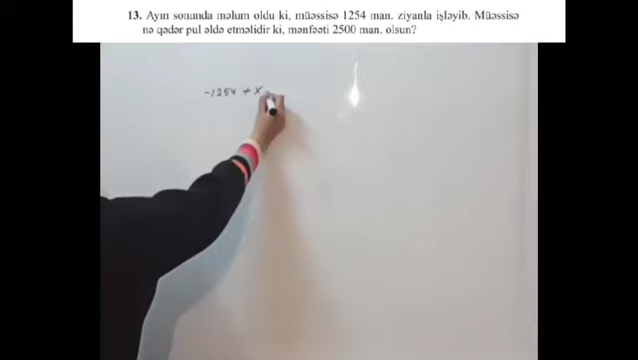 13. Ayın sonunda məlum oldu ki, müəssisə 1254 man. ziyanla işləyib. Müəssisə
nə qədər pul əldə etməlidir ki, mənfəəti 2500 man. olsun?
-1254 + x